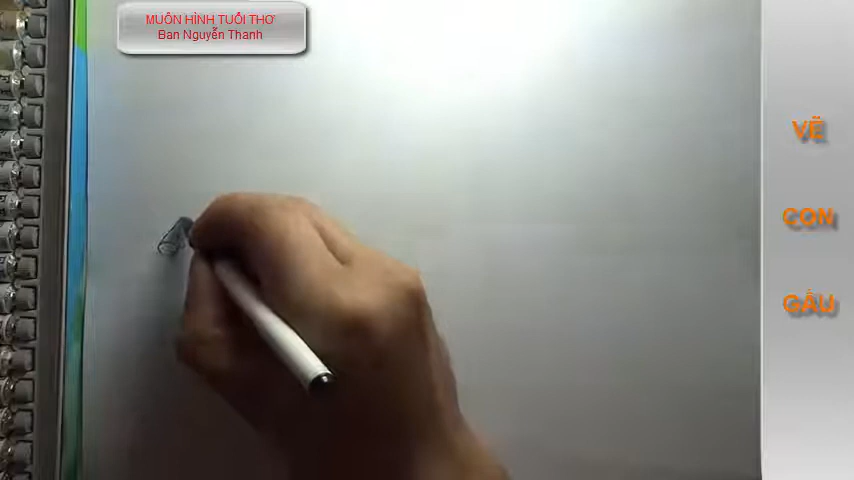 MUÔN HÌNH TUỔI THƠ
Ban Nguyễn Thanh
VẼ
CON
GẤU